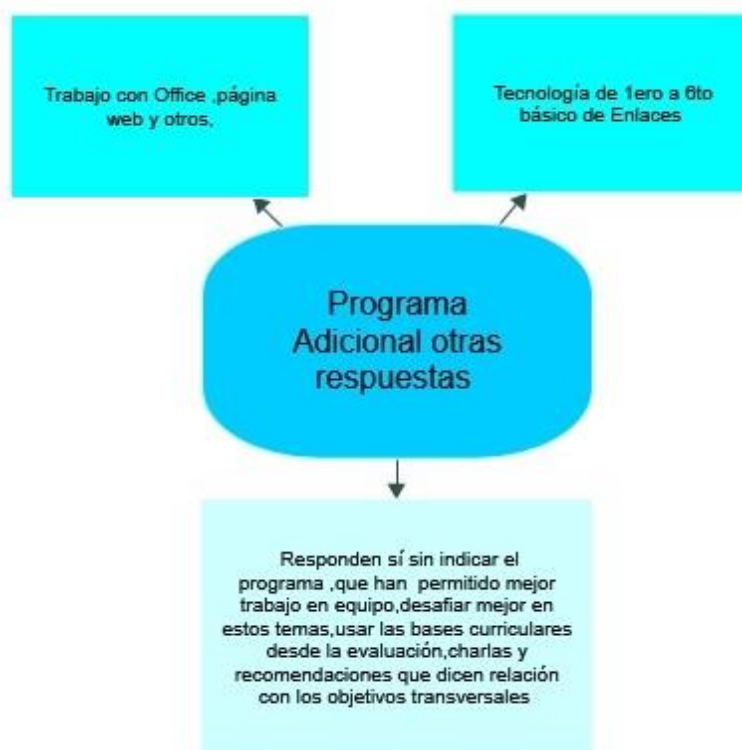 Trabajo con Office ,página
web y otros,
Tecnología de 1ero a 6to
básico de Enlaces
Programa
Adicional otras
respuestas
Responden sí sin indicar el
programa ,que han permitido mejor
trabajo en equipo,desafiar mejor en
estos temas,usar las bases curriculares
desde la evaluación,charlas y
recomendaciones que dicen relación
con los objetivos transversales